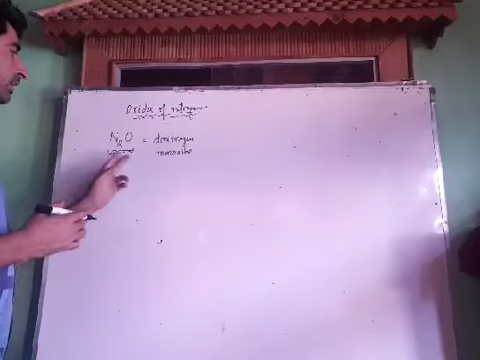 Oxides of nitrogen
N₂O = dinitrogen
monoxide